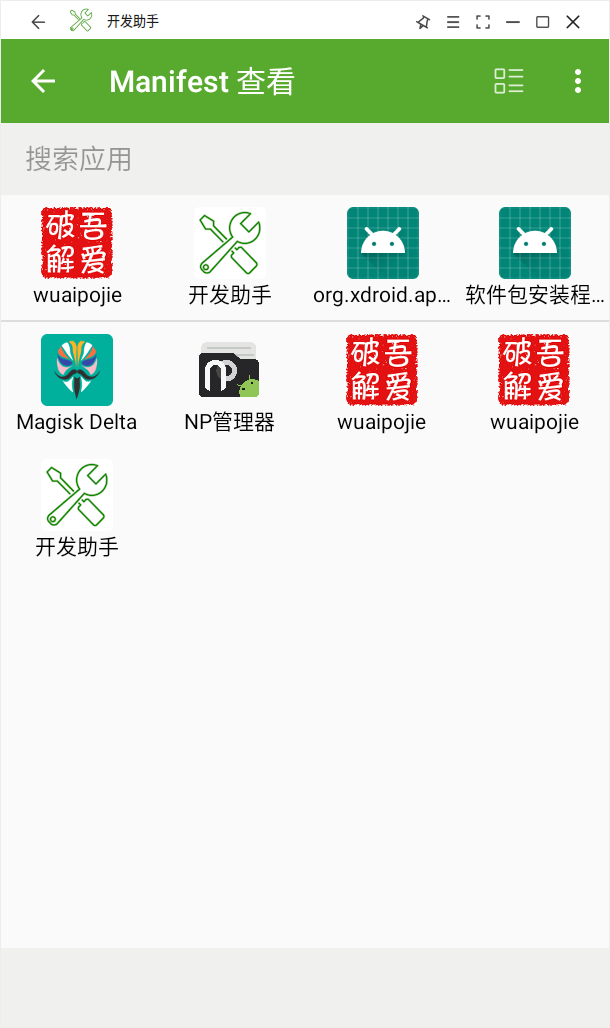 开发助手
Manifest 查看
搜索应用
破吾 解爱
wuaipojie
开发助手
org.xdroid.ap...
软件包安装程...
Magisk Delta
NP
NP管理器
破吾 解爱
wuaipojie
破吾 解爱
wuaipojie
开发助手